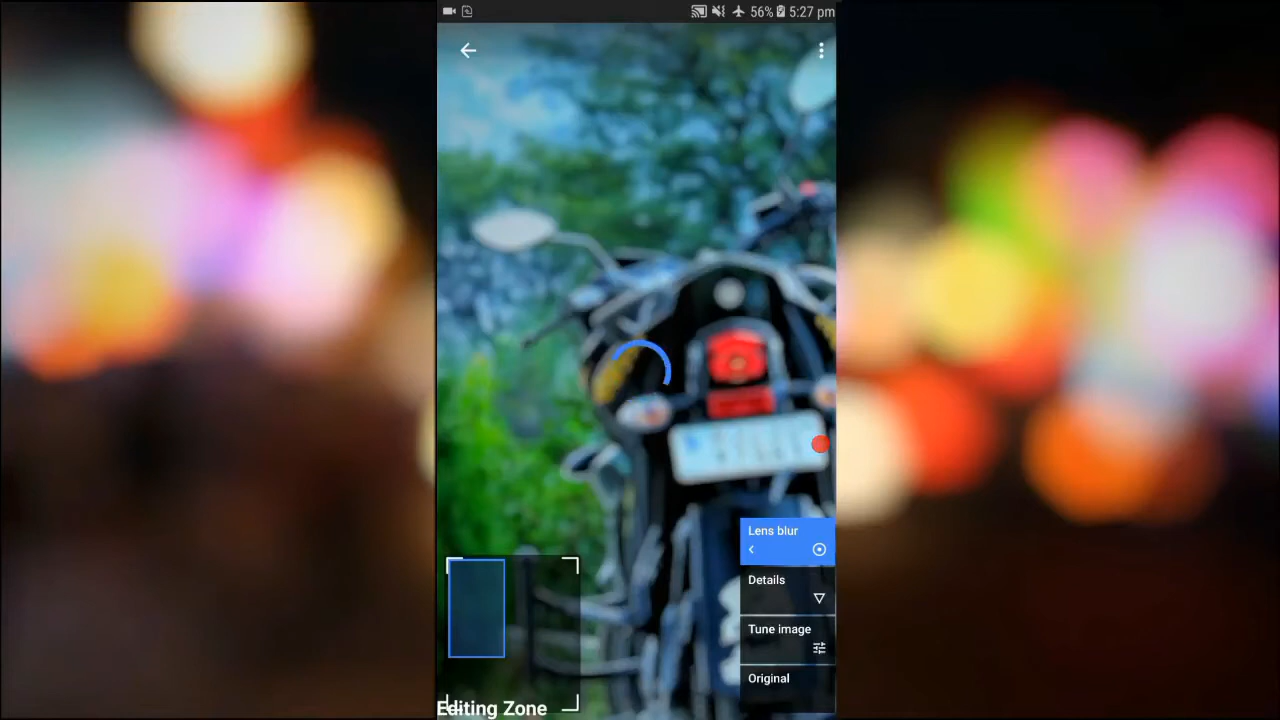 56% 5:27 pm
Lens blur
Details
Tune image
Original
Editing Zone